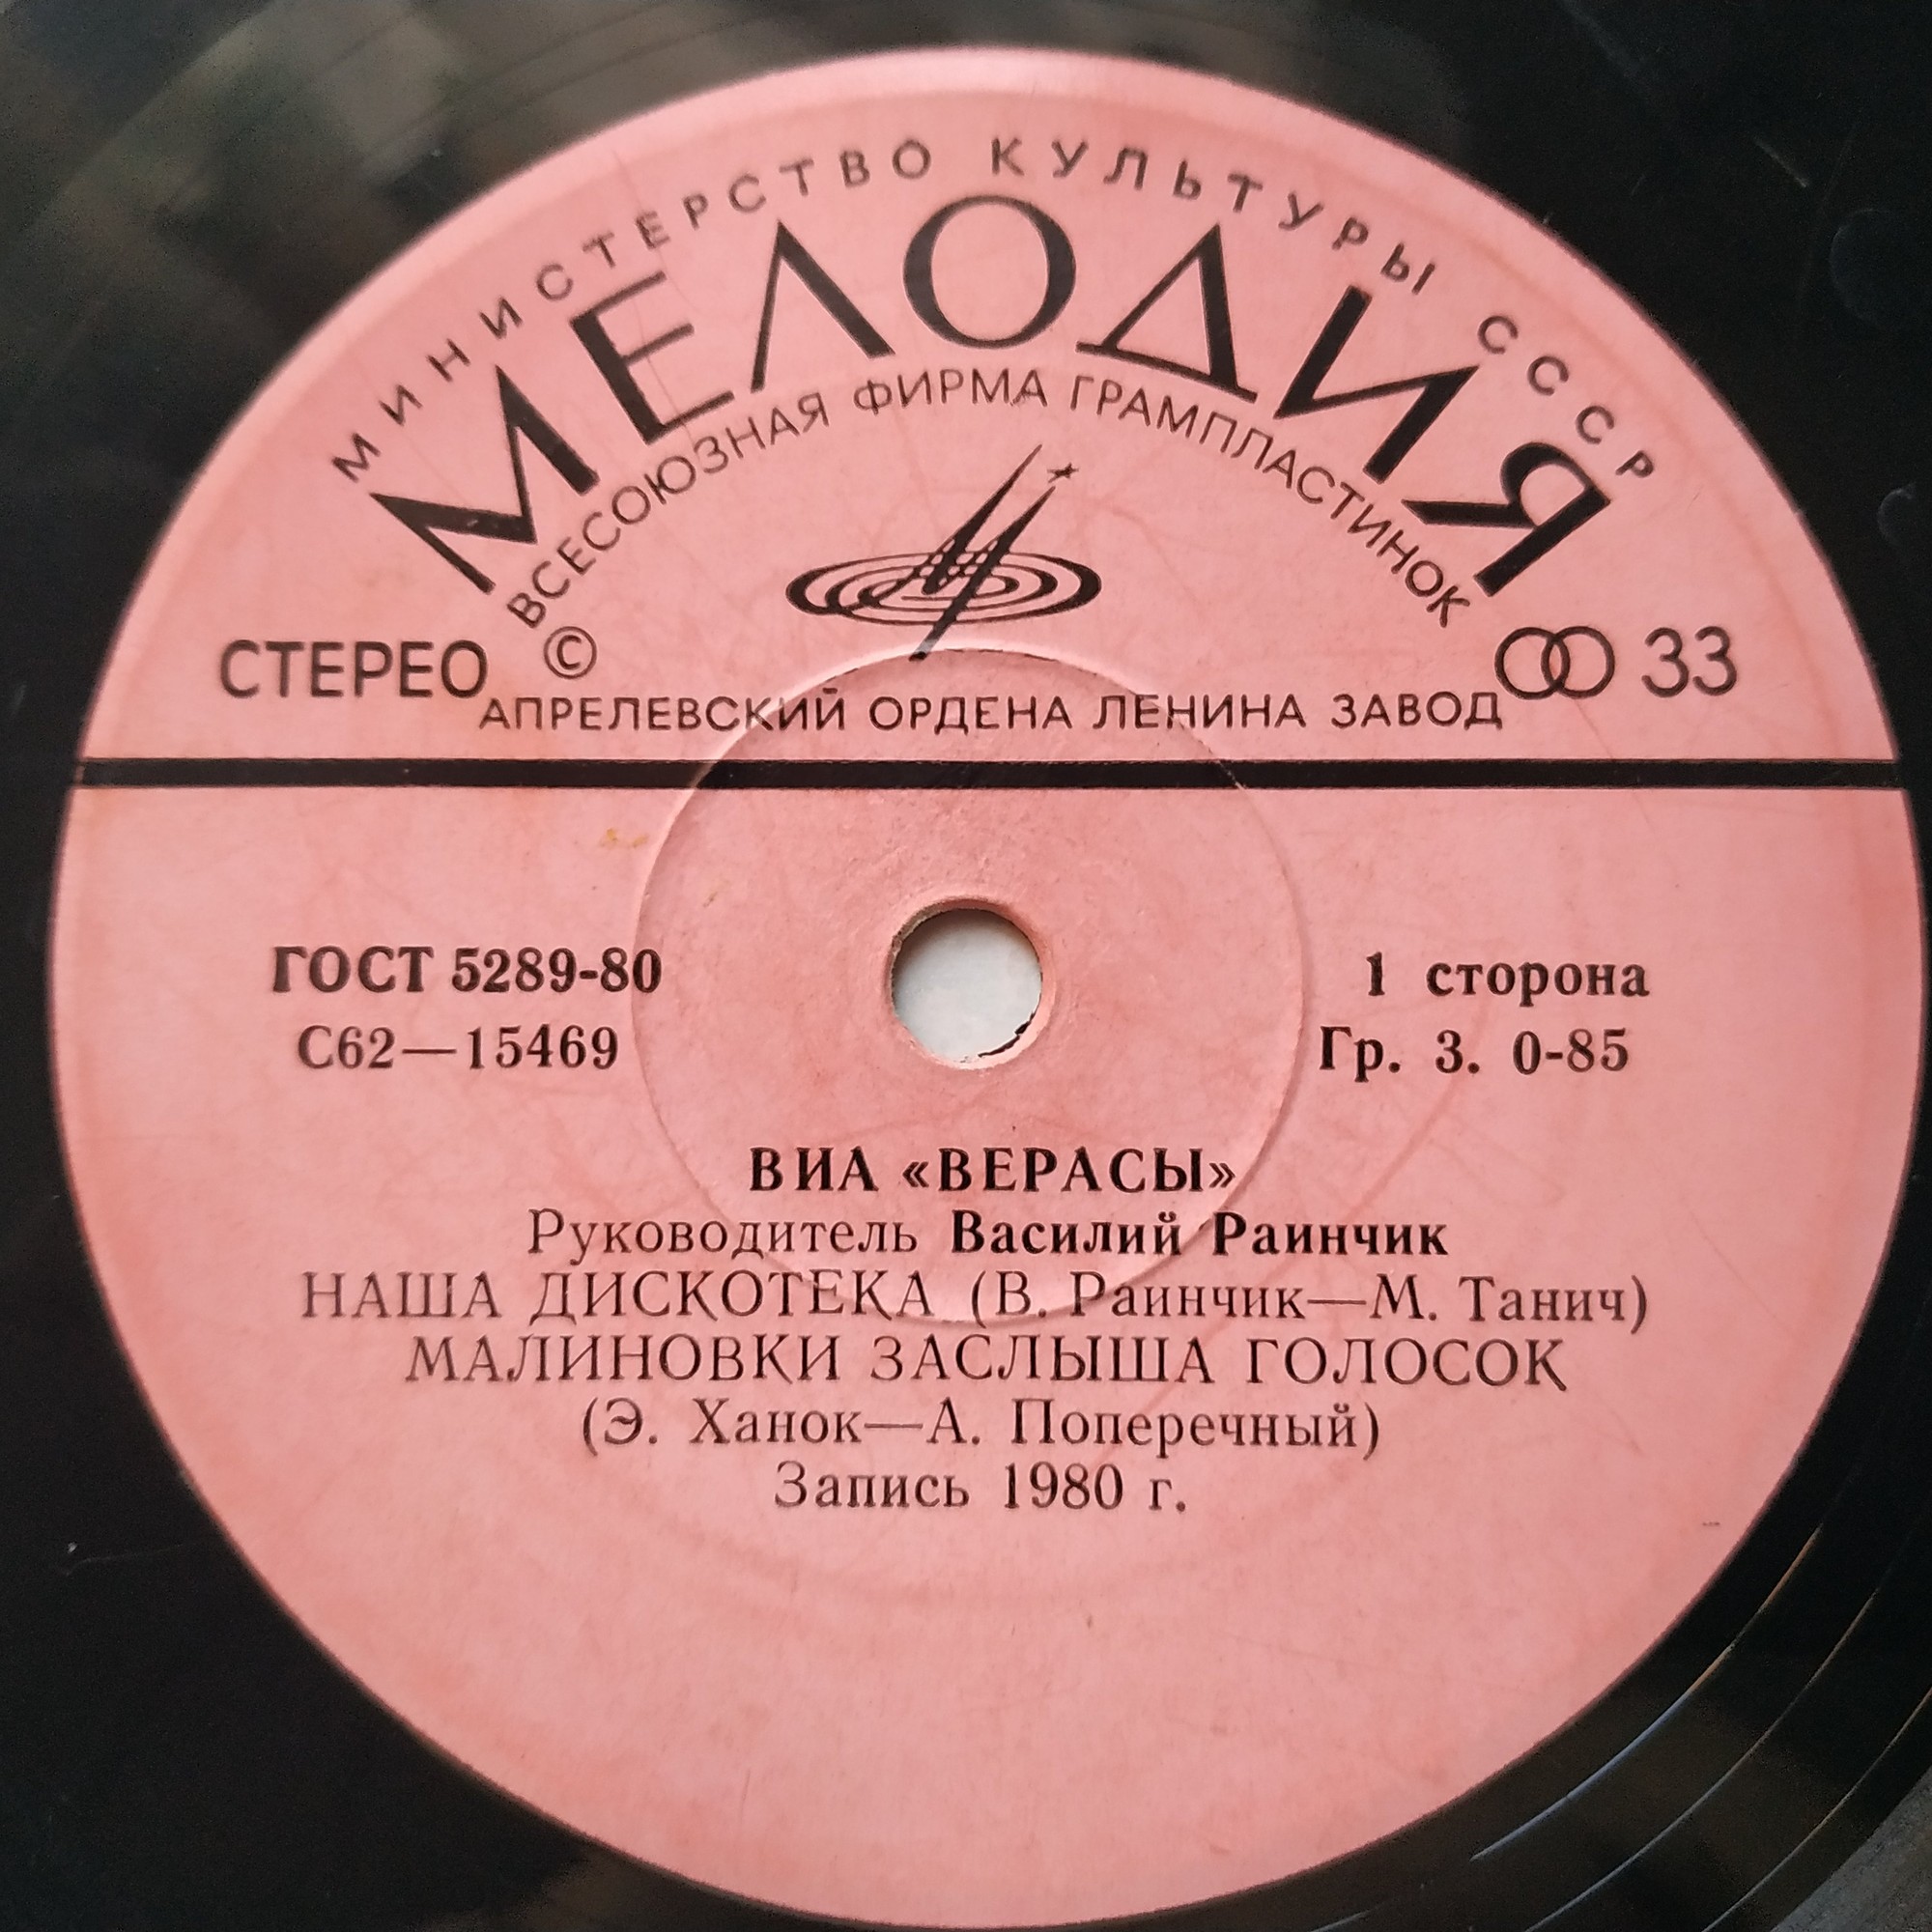 МИНИСТЕРСТВО КУЛЬТУРЫ СССР
МЕЛОДИЯ
ВСЕСОЮЗНАЯ ФИРМА ГРАМПЛАСТИНОК
СТЕРЕО © 33
АПРЕЛЕВСКИЙ ОРДЕНА ЛЕНИНА ЗАВОД
ГОСТ 5289-80 1 сторона
С62—15469 Гр. 3. 0-85
ВИА «ВЕРАСЫ»
Руководитель Василий Раинчик
НАША ДИСКОТЕКА (В. Раинчик—М. Танич)
МАЛИНОВКИ ЗАСЛЫША ГОЛОСОК
(Э. Ханок—А. Поперечный)
Запись 1980 г.